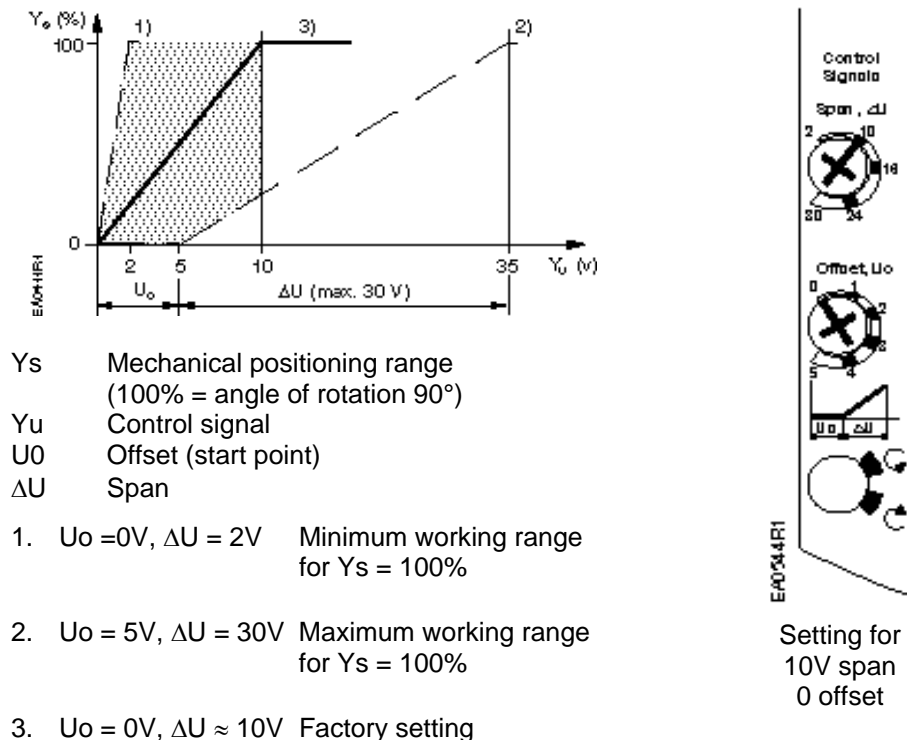 Ys (%)
1)
3)
2)
100
0
2
5
10
35
Yu (v)
Uo
ΔU (max. 30 V)
Ys Mechanical positioning range
(100% = angle of rotation 90°)
Yu Control signal
U0 Offset (start point)
ΔU Span
1. Uo =0V, ΔU = 2V Minimum working range
for Ys = 100%
2. Uo = 5V, ΔU = 30V Maximum working range
for Ys = 100%
3. Uo = 0V, ΔU ≈ 10V Factory setting
Control
Signals
Span, ΔU
2
10
16
30
24
Offset, Uo
0
1
2
3
5
4
Uo
ΔU
Setting for
10V span
0 offset